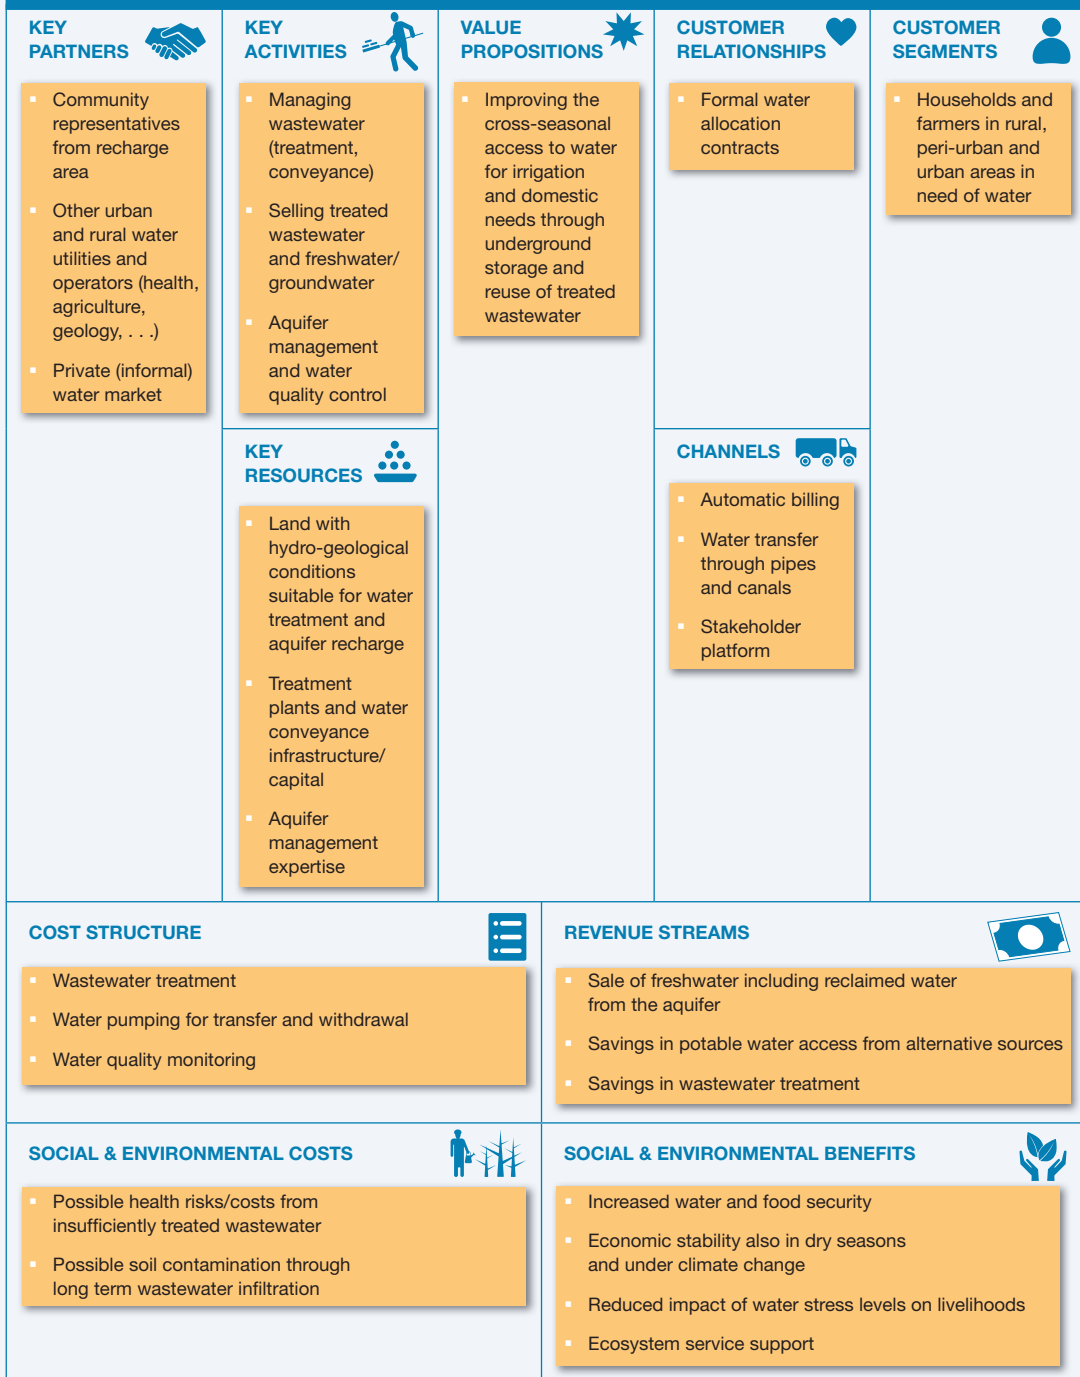 KEY
PARTNERS
Community
representatives
from recharge
area
Other urban
and rural water
utilities and
operators (health,
agriculture,
geology, . . .)
Private (informal)
water market
KEY
ACTIVITIES
Managing
wastewater
(treatment,
conveyance)
Selling treated
wastewater
and freshwater/
groundwater
Aquifer
management
and water
quality control
KEY
RESOURCES
Land with
hydro-geological
conditions
suitable for water
treatment and
aquifer recharge
Treatment
plants and water
conveyance
infrastructure/
capital
Aquifer
management
expertise
VALUE
PROPOSITIONS
Improving the
cross-seasonal
access to water
for irrigation
and domestic
needs through
underground
storage and
reuse of treated
wastewater
CUSTOMER
RELATIONSHIPS
Formal water
allocation
contracts
CHANNELS
Automatic billing
Water transfer
through pipes
and canals
Stakeholder
platform
CUSTOMER
SEGMENTS
Households and
farmers in rural,
peri-urban and
urban areas in
need of water
COST STRUCTURE
Wastewater treatment
Water pumping for transfer and withdrawal
Water quality monitoring
REVENUE STREAMS
Sale of freshwater including reclaimed water
from the aquifer
Savings in potable water access from alternative sources
Savings in wastewater treatment
SOCIAL & ENVIRONMENTAL COSTS
Possible health risks/costs from
insufficiently treated wastewater
Possible soil contamination through
long term wastewater infiltration
SOCIAL & ENVIRONMENTAL BENEFITS
Increased water and food security
Economic stability also in dry seasons
and under climate change
Reduced impact of water stress levels on livelihoods
Ecosystem service support